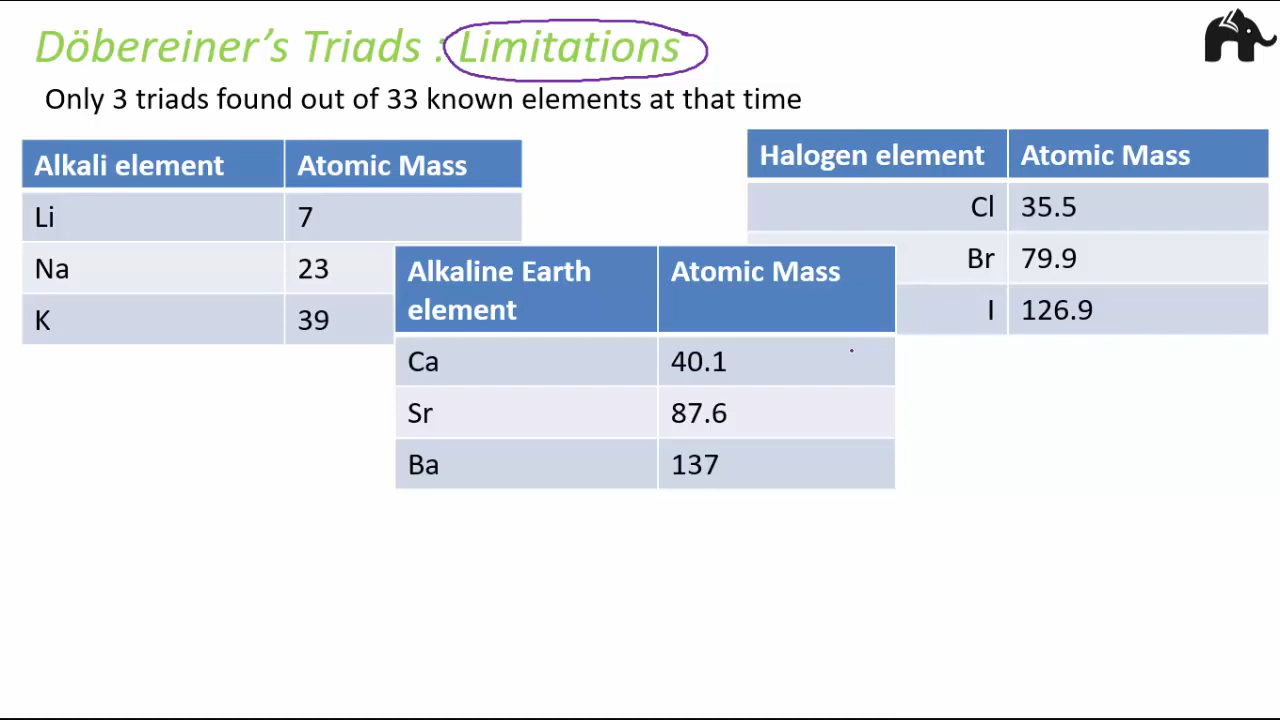 Döbereiner's Triads : Limitations
Only 3 triads found out of 33 known elements at that time
Alkali element Atomic Mass
Li 7
Na 23
K 39
Halogen element Atomic Mass
Cl 35.5
Br 79.9
I 126.9
Alkaline Earth element Atomic Mass
Ca 40.1
Sr 87.6
Ba 137